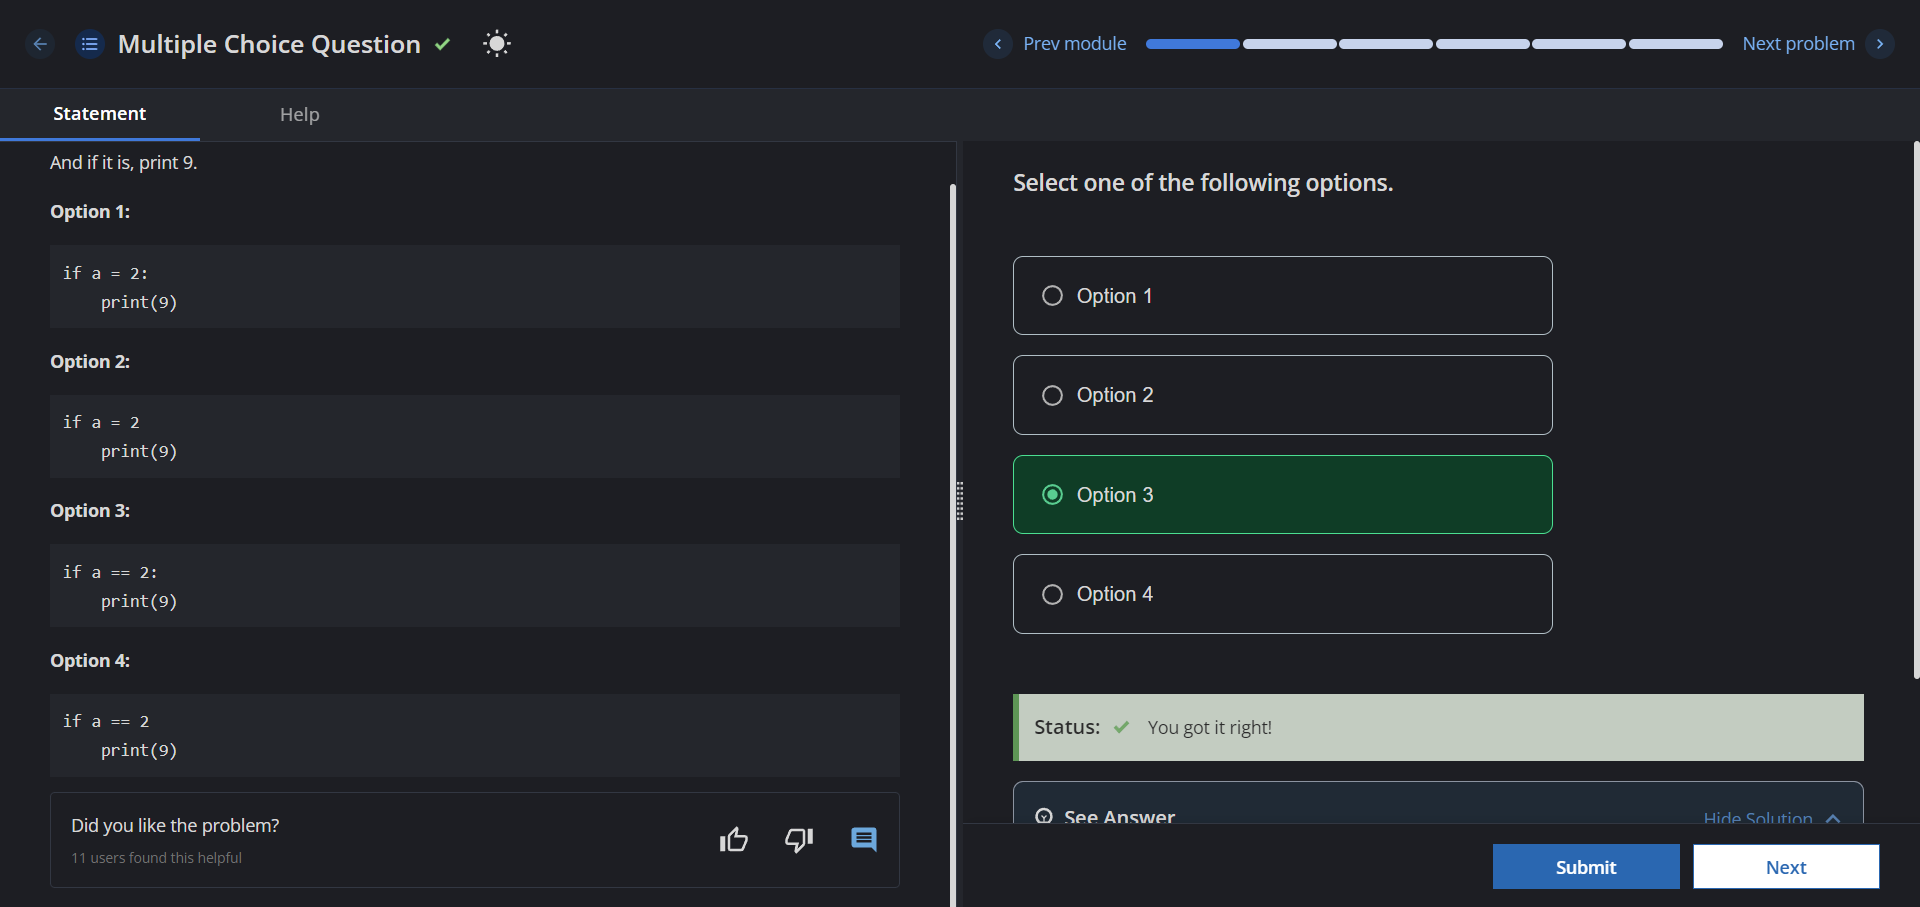 Multiple Choice Question
Prev module
Next problem
Statement
Help
And if it is, print 9.
Option 1:
if a = 2:
    print(9)
Option 2:
if a = 2
    print(9)
Option 3:
if a == 2:
    print(9)
Option 4:
if a == 2
    print(9)
Did you like the problem?
11 users found this helpful
Select one of the following options.
Option 1
Option 2
Option 3
Option 4
Status: You got it right!
See Answer
Hide Solution
Submit
Next